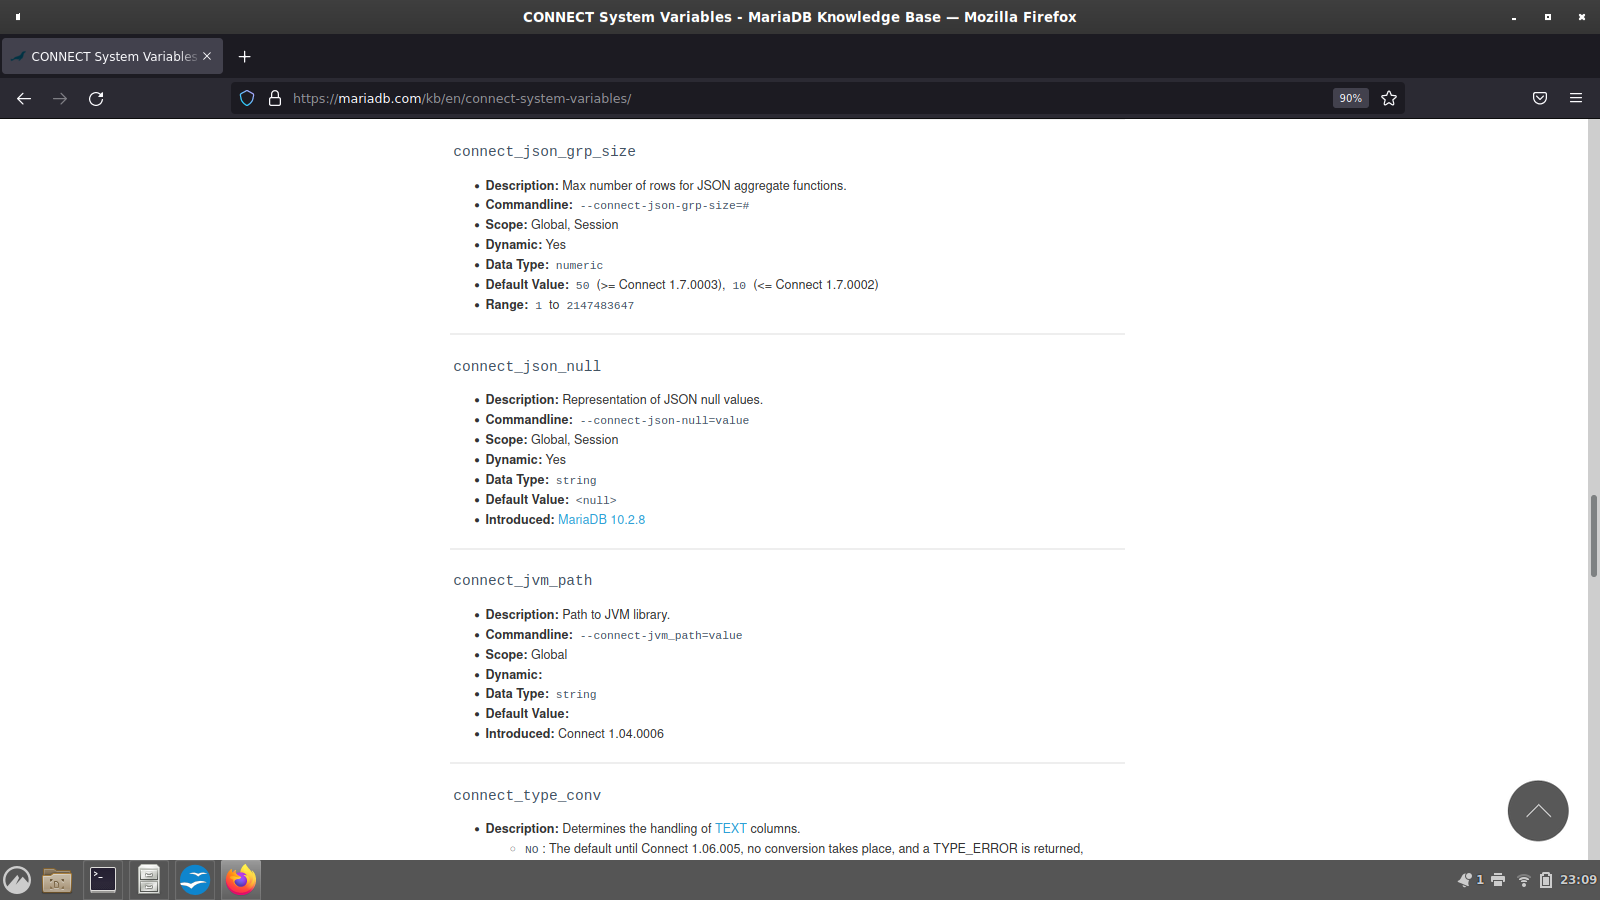 CONNECT System Variables - MariaDB Knowledge Base — Mozilla Firefox
CONNECT System Variables
https://mariadb.com/kb/en/connect-system-variables/
90%
connect_json_grp_size
• Description: Max number of rows for JSON aggregate functions.
• Commandline: --connect-json-grp-size=#
• Scope: Global, Session
• Dynamic: Yes
• Data Type: numeric
• Default Value: 50 (>= Connect 1.7.0003), 10 (<= Connect 1.7.0002)
• Range: 1 to 2147483647
connect_json_null
• Description: Representation of JSON null values.
• Commandline: --connect-json-null=value
• Scope: Global, Session
• Dynamic: Yes
• Data Type: string
• Default Value: <null>
• Introduced: MariaDB 10.2.8
connect_jvm_path
• Description: Path to JVM library.
• Commandline: --connect-jvm_path=value
• Scope: Global
• Dynamic:
• Data Type: string
• Default Value:
• Introduced: Connect 1.04.0006
connect_type_conv
• Description: Determines the handling of TEXT columns.
◦ NO : The default until Connect 1.06.005, no conversion takes place, and a TYPE_ERROR is returned,
1
23:09